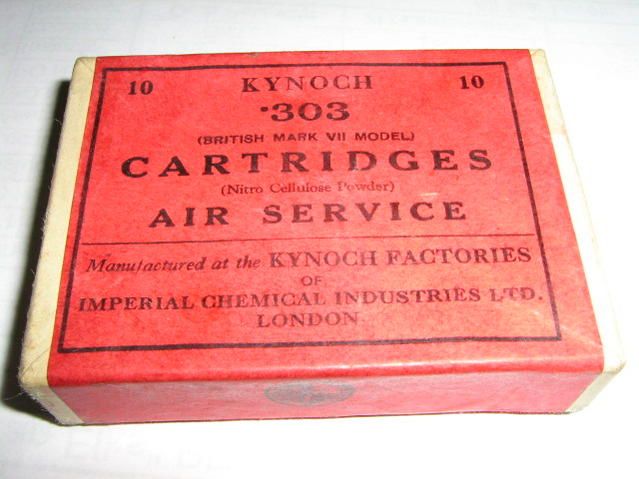 10 KYNOCH 10
·303
(BRITISH MARK VII MODEL)
CARTRIDGES
(Nitro Cellulose Powder)
AIR SERVICE
Manufactured at the KYNOCH FACTORIES
OF
IMPERIAL CHEMICAL INDUSTRIES LTD.
LONDON